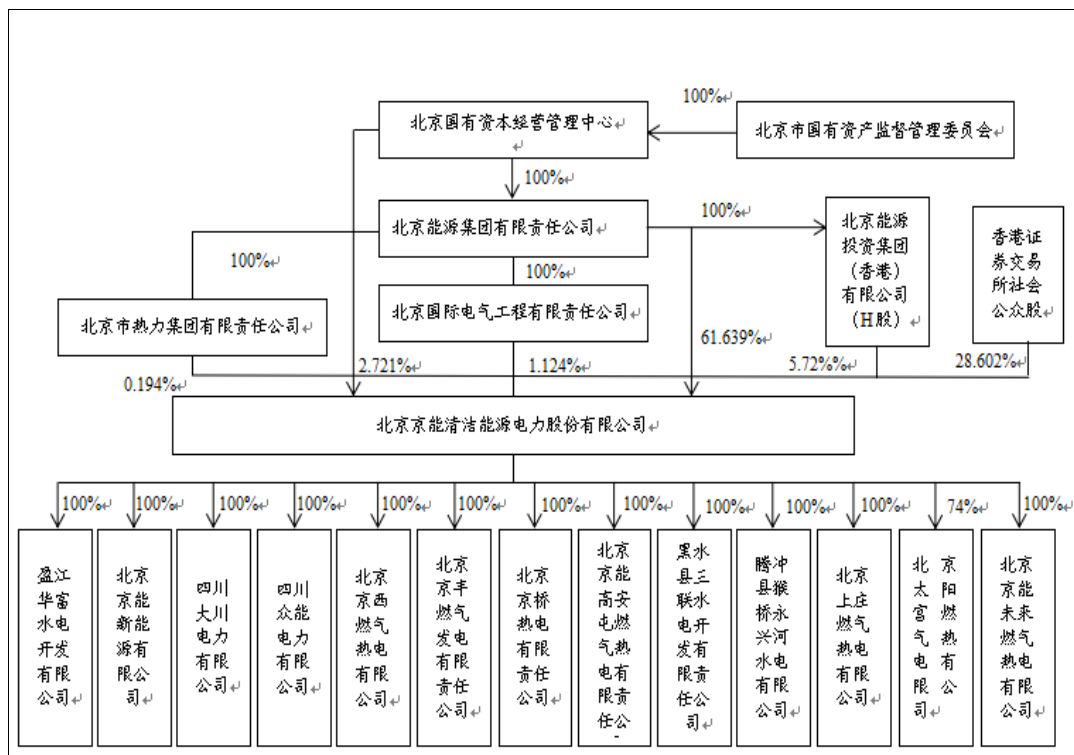 100%
北京国有资本经营管理中心
北京市国有资产监督管理委员会
100%
北京能源集团有限责任公司
100%
北京能源
投资集团
（香港）
有限公司
（H股）
香港证
券交易
所社会
公众股
100%
100%
北京市热力集团有限责任公司
北京国际电气工程有限责任公司
61.639%
0.194%
2.721%
1.124%
5.72%%
28.602%
北京京能清洁能源电力股份有限公司
100%
100%
100%
100%
100%
100%
100%
100%
100%
100%
100%
74%
100%
盈江
华富
水电
开发
有限
公司
北京
京能
新能
源有
限公
司
四川
大川
电力
有限
公司
四川
众能
电力
有限
公司
北京
京西
燃气
热电
有限
公司
北京
京丰
燃气
发电
有限
责任
公司
北京
京桥
热电
有限
责任
公司
北京
京能
高安
屯燃
气热
电有
限责
任公
黑水
县三
联水
电开
发有
限责
任公
司
腾冲
县猴
桥永
兴河
水电
有限
公司
北京
上庄
燃气
热电
有限
公司
北京
太阳
宫燃
气热
电有
限公
司
北京
京能
未来
燃气
热电
有限
公司